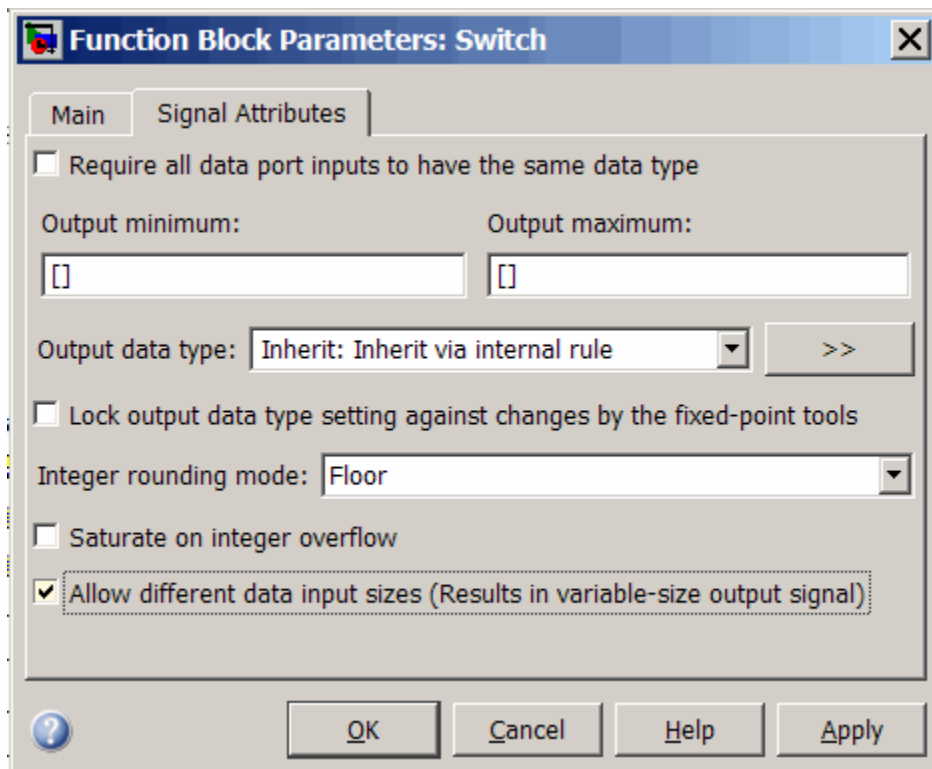 Function Block Parameters: Switch
Main
Signal Attributes
Require all data port inputs to have the same data type
Output minimum:
Output maximum:
[]
[]
Output data type:
Inherit: Inherit via internal rule
>>
Lock output data type setting against changes by the fixed-point tools
Integer rounding mode:
Floor
Saturate on integer overflow
Allow different data input sizes (Results in variable-size output signal)
OK
Cancel
Help
Apply